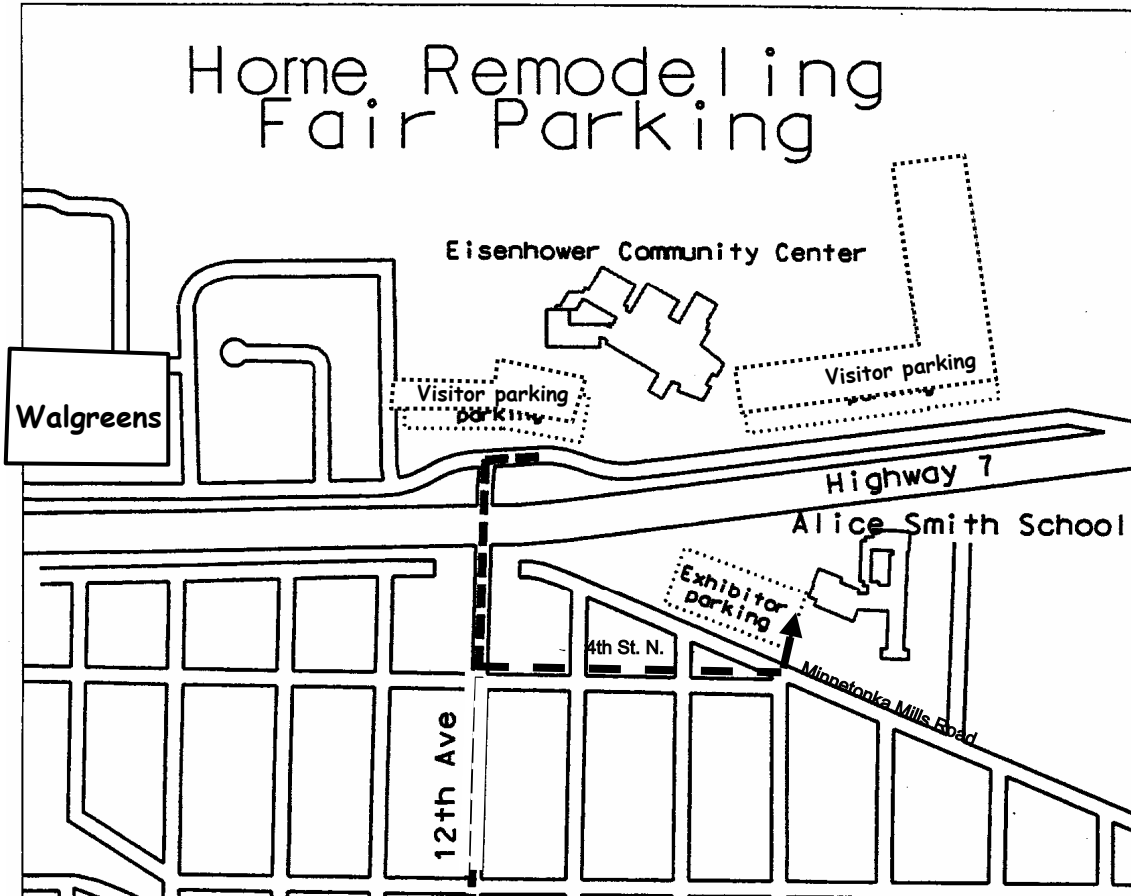 Home Remodeling
Fair Parking
Eisenhower Community Center
Visitor parking
Visitor parking
parking
Walgreens
Highway 7
Alice Smith School
Exhibitor
parking
4th St. N.
Minnetonka Mills Road
12th Ave